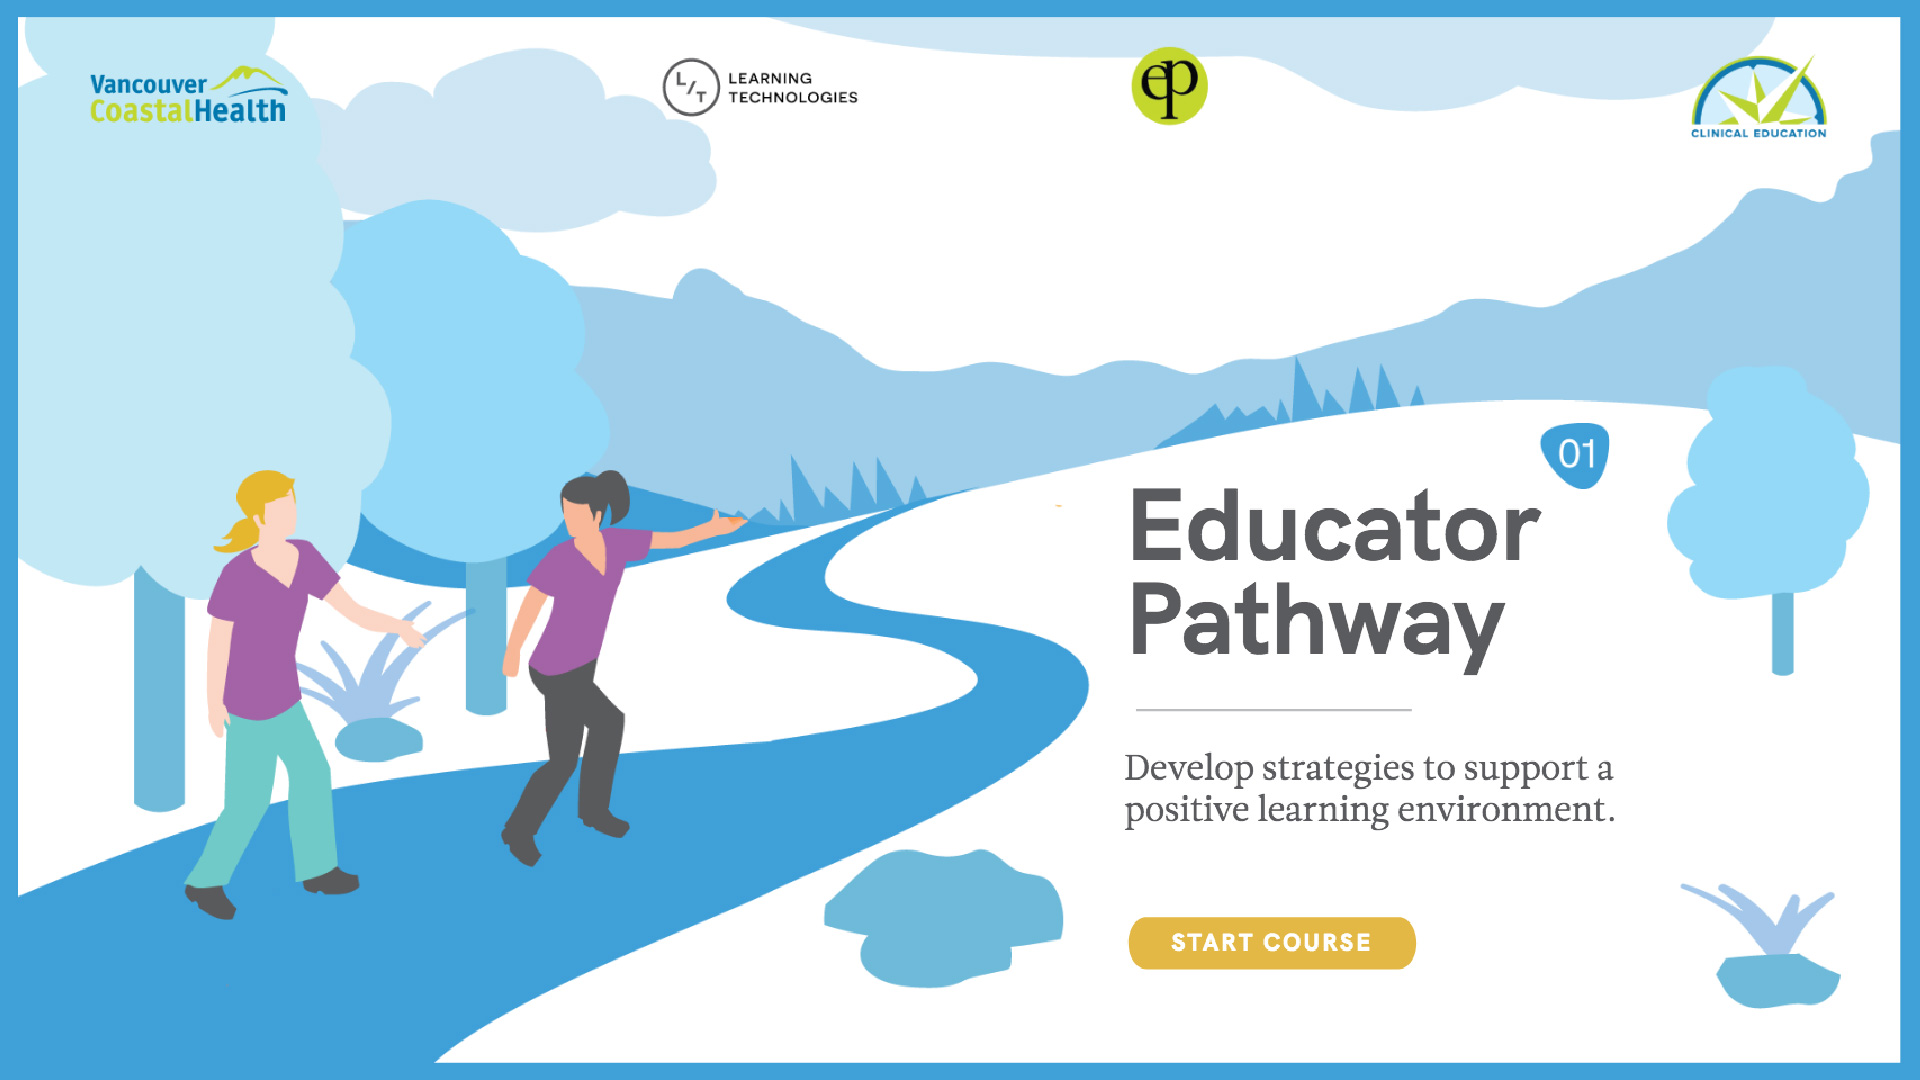 Vancouver
CoastalHealth
L/T
LEARNING
TECHNOLOGIES
ep
CLINICAL EDUCATION
01
Educator
Pathway
Develop strategies to support a
positive learning environment.
START COURSE